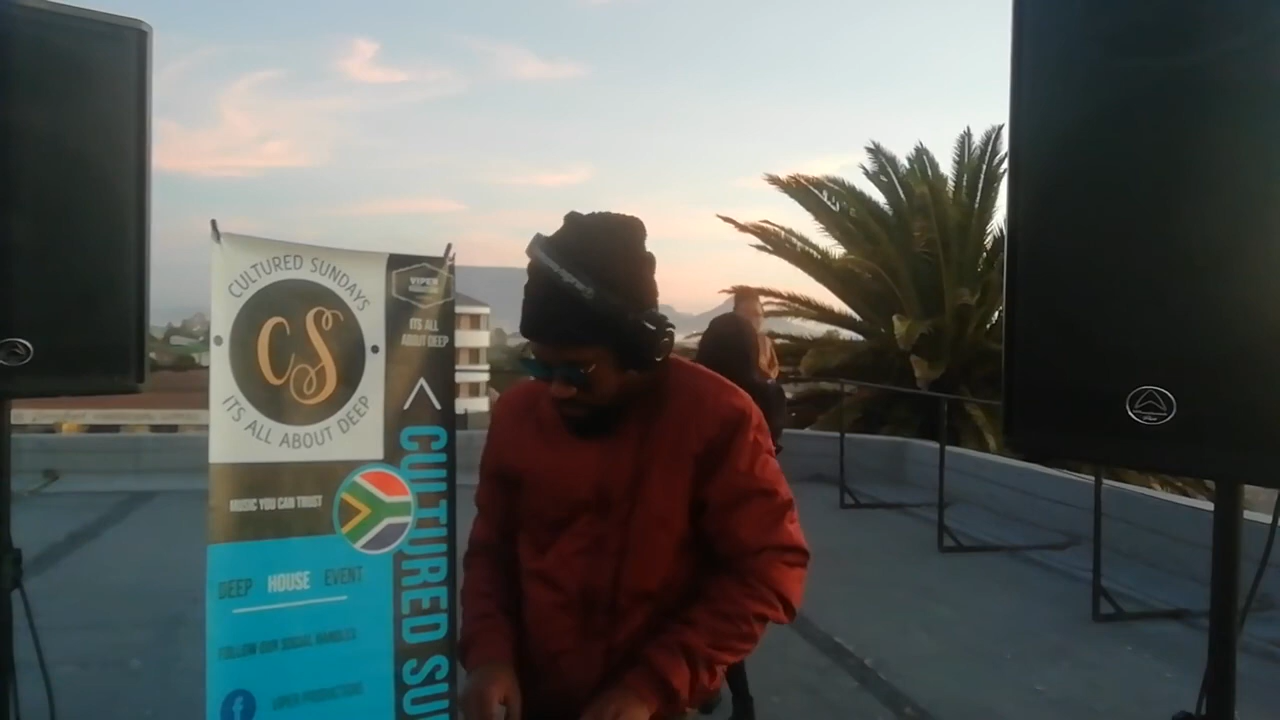 CULTURED SUNDAYS
CS
ITS ALL ABOUT DEEP
VIPER
ITS ALL
ABOUT DEEP
MUSIC YOU CAN TRUST
DEEP HOUSE EVENT
FOLLOW OUR SOCIAL HANDLES
f VIPER PRODUCTIONS
CULTURED SU